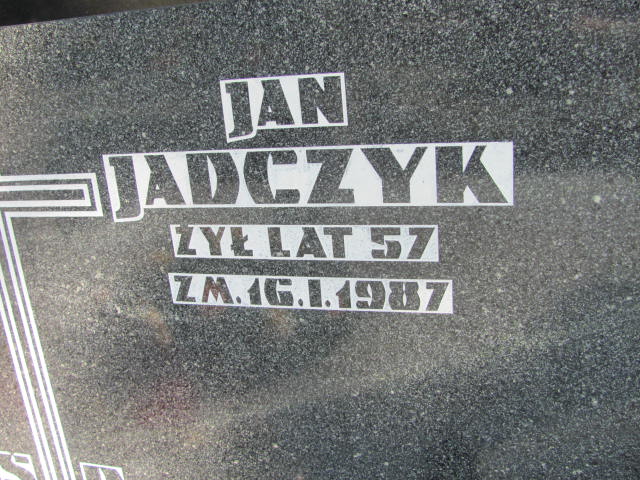 JAN
JADCZYK
ŻYŁ LAT 57
ZM. 16.I.1987